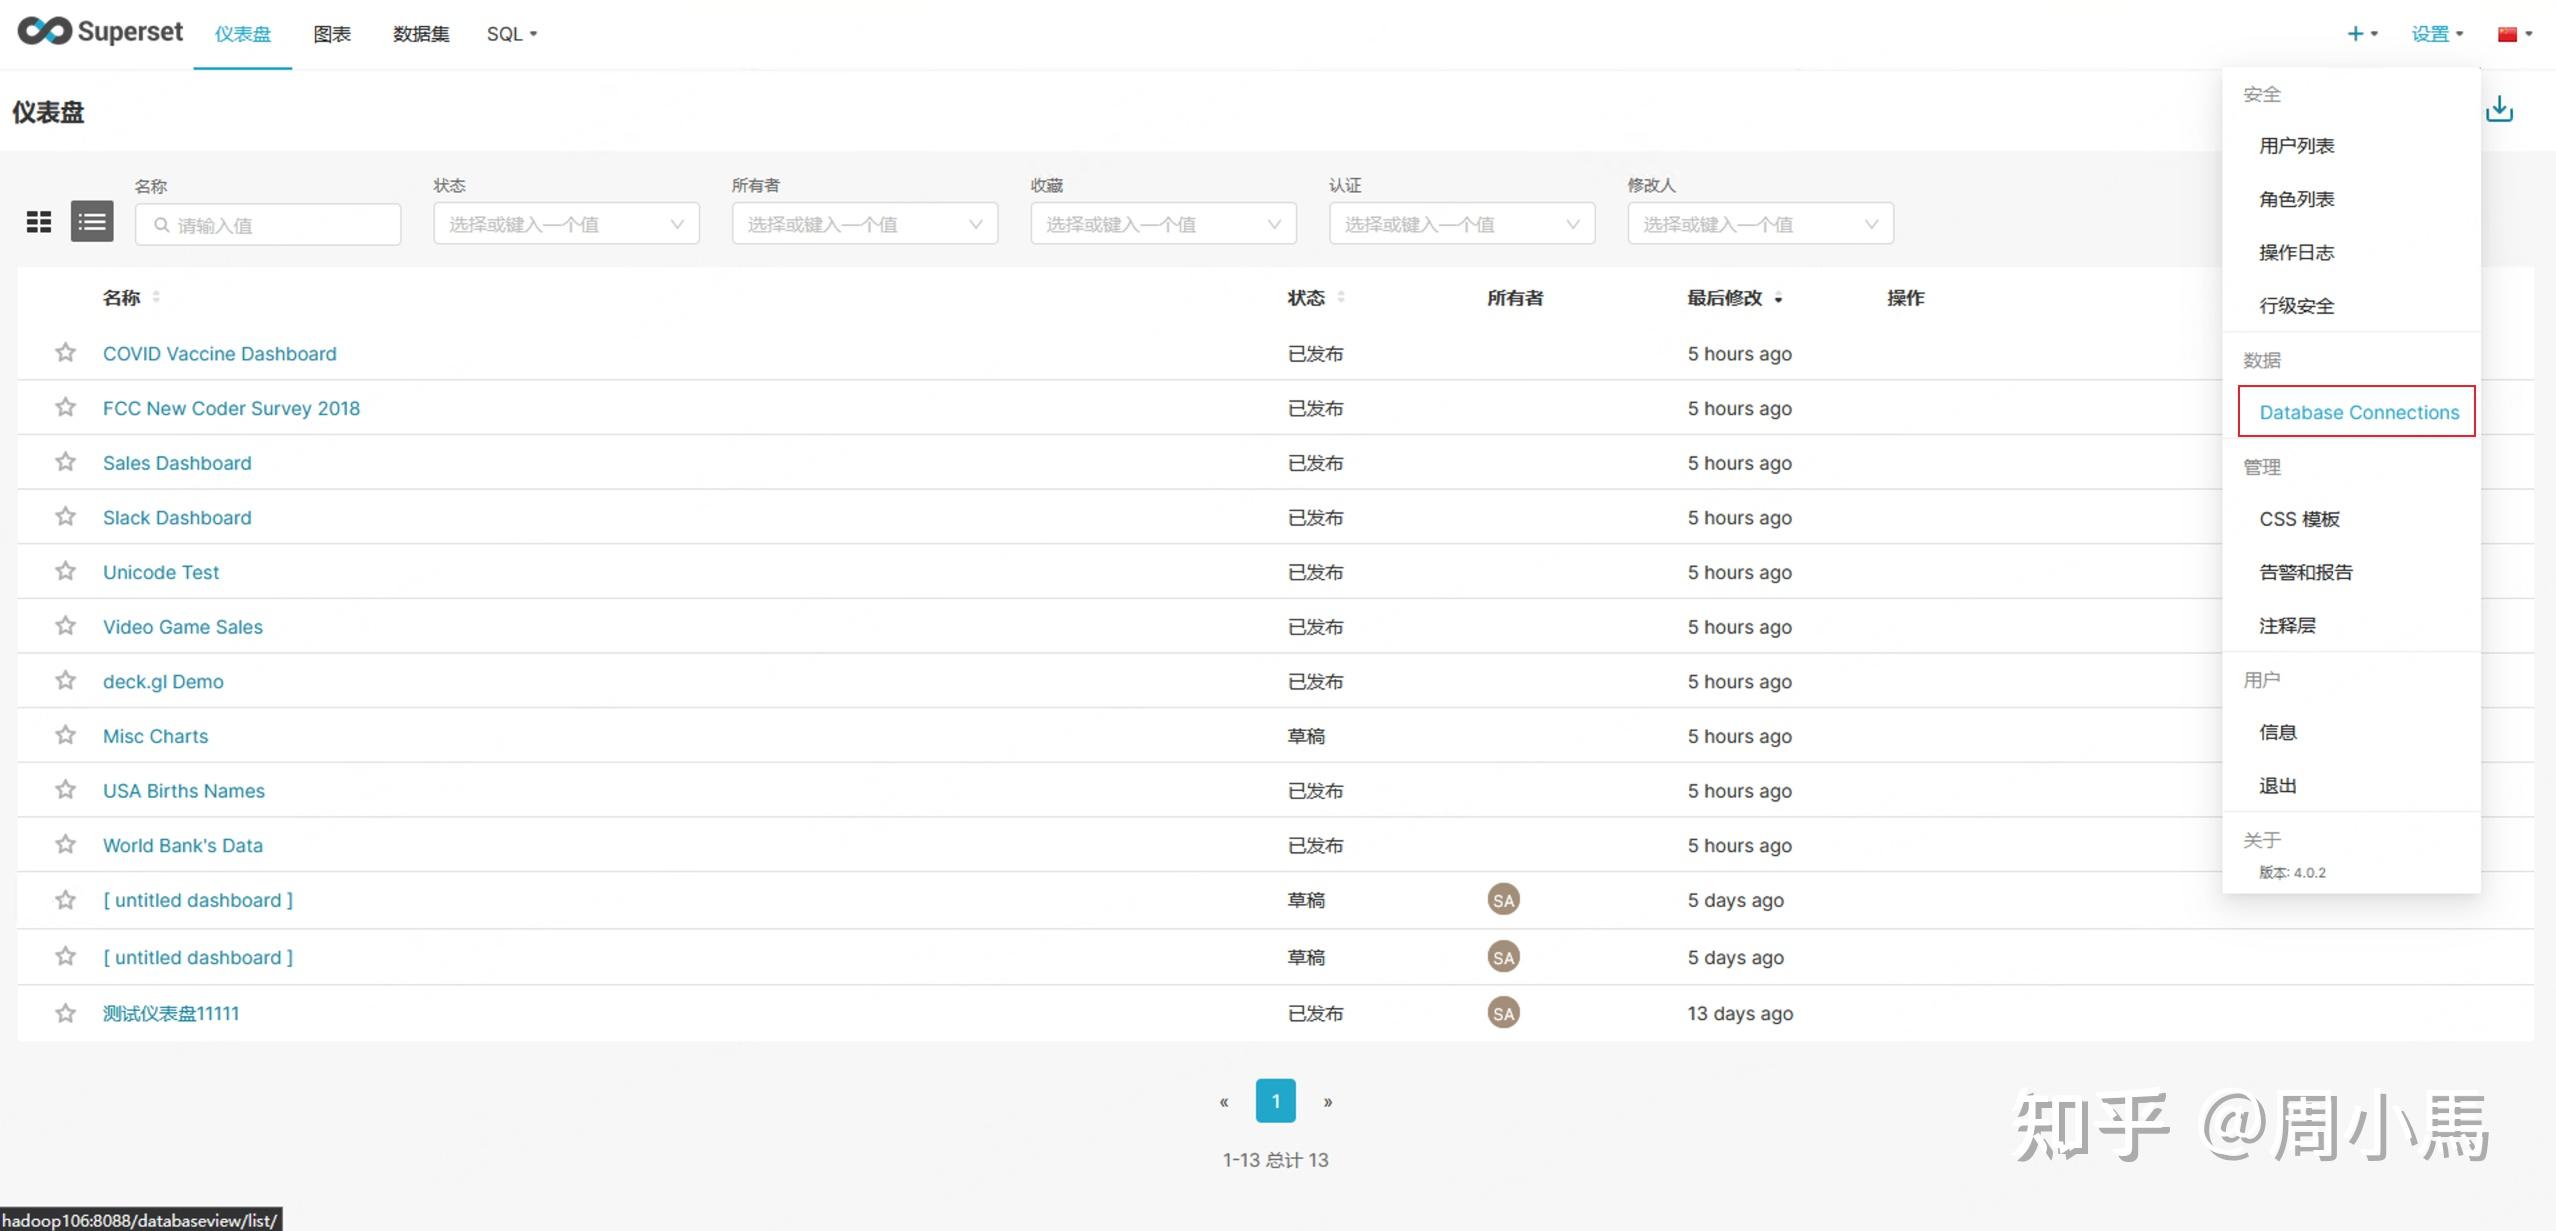 Superset 仪表盘 图表 数据集 SQL 设置
仪表盘
名称 状态 所有者 收藏 认证 修改人
请输入值 选择或键入一个值 选择或键入一个值 选择或键入一个值 选择或键入一个值 选择或键入一个值
名称 状态 所有者 最后修改 操作
COVID Vaccine Dashboard 已发布 5 hours ago
FCC New Coder Survey 2018 已发布 5 hours ago
Sales Dashboard 已发布 5 hours ago
Slack Dashboard 已发布 5 hours ago
Unicode Test 已发布 5 hours ago
Video Game Sales 已发布 5 hours ago
deck.gl Demo 已发布 5 hours ago
Misc Charts 草稿 5 hours ago
USA Births Names 已发布 5 hours ago
World Bank's Data 已发布 5 hours ago
[ untitled dashboard ] 草稿 SA 5 days ago
[ untitled dashboard ] 草稿 SA 5 days ago
测试仪表盘11111 已发布 SA 13 days ago
« 1 »
1-13 总计 13
安全
用户列表
角色列表
操作日志
行级安全
数据
Database Connections
管理
CSS 模板
告警和报告
注释层
用户
信息
退出
关于
版本: 4.0.2
知乎 @周小馬
hadoop106:8088/databaseview/list/